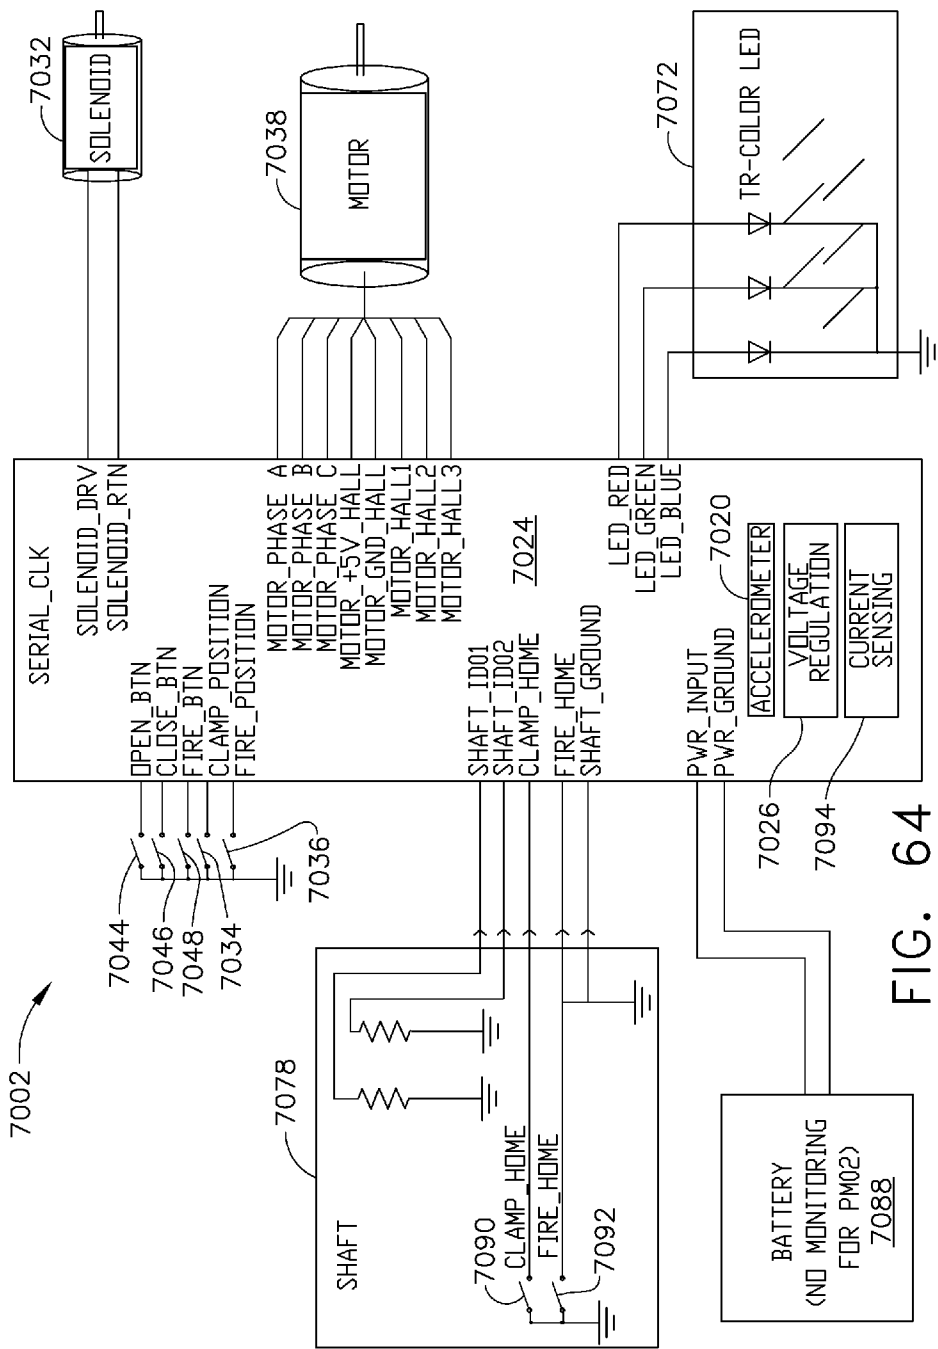 7002
7044
7046
7048
7034
7036
OPEN_BTN
CLOSE_BTN
FIRE_BTN
CLAMP_POSITION
FIRE_POSITION
SERIAL_CLK
SOLENOID_DRV
SOLENOID_RTN
7032
SOLENOID
MOTOR_PHASE A
MOTOR_PHASE B
MOTOR_PHASE C
MOTOR_+5V_HALL
MOTOR_GND_HALL
MOTOR_HALL1
MOTOR_HALL2
MOTOR_HALL3
7038
MOTOR
7024
7078
SHAFT
7090
CLAMP_HOME
FIRE_HOME
7092
SHAFT_ID01
SHAFT_ID02
CLAMP_HOME
FIRE_HOME
SHAFT_GROUND
LED_RED
LED_GREEN
LED_BLUE
7072
TR-COLOR LED
PWR_INPUT
PWR_GROUND
7020
ACCELEROMETER
VOLTAGE
REGULATION
7026
CURRENT
SENSING
7094
BATTERY
(NO MONITORING
FOR PM02)
7088
FIG. 64